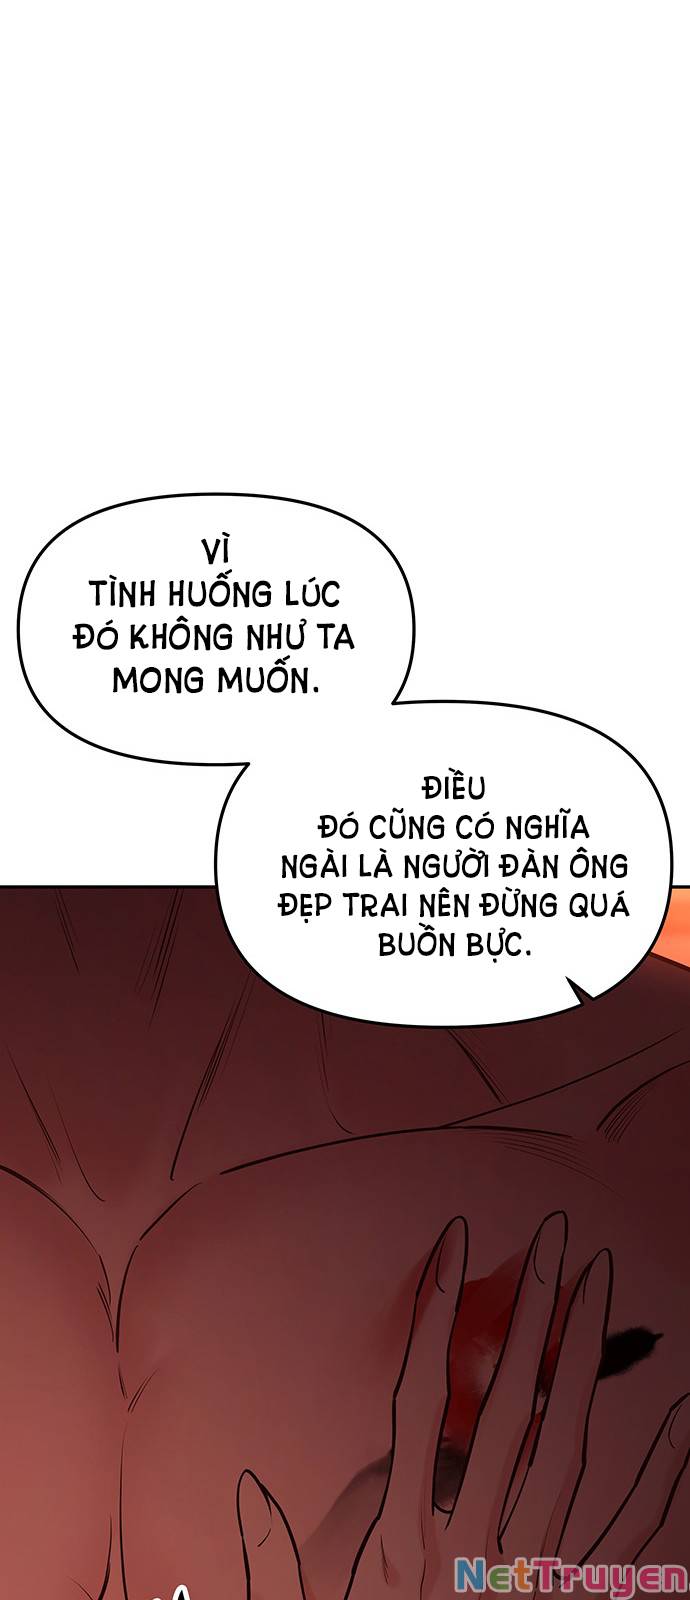 VÌ
TÌNH HUỐNG LÚC
ĐÓ KHÔNG NHƯ TA
MONG MUỐN.
ĐIỀU
ĐÓ CŨNG CÓ NGHĨA
NGÀI LÀ NGƯỜI ĐÀN ÔNG
ĐẸP TRAI NÊN ĐỪNG QUÁ
BUỒN BỰC.
NetTruyen